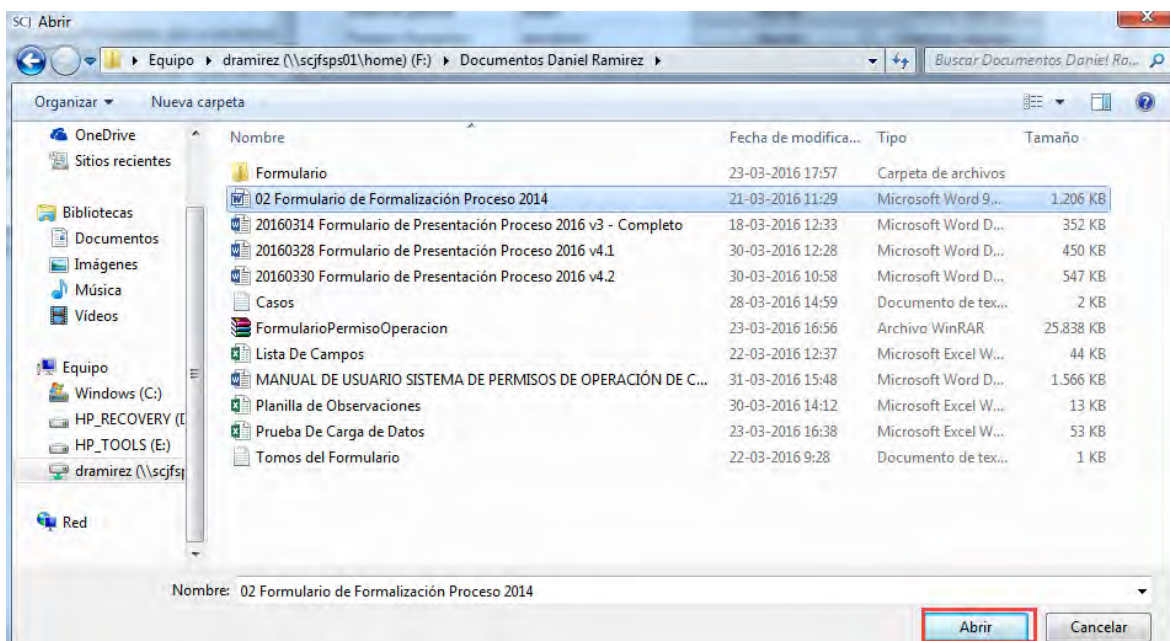 SCJ Abrir
Equipo dramirez (\\scjfsps01\home) (F:) Documentos Daniel Ramirez
Buscar Documentos Daniel Ra...
Organizar Nueva carpeta
OneDrive
Sitios recientes
Bibliotecas
Documentos
Imágenes
Música
Vídeos
Equipo
Windows (C:)
HP_RECOVERY (D
HP_TOOLS (E:)
dramirez (\\scjfsp
Red
Nombre Fecha de modifica... Tipo Tamaño
Formulario 23-03-2016 17:57 Carpeta de archivos
02 Formulario de Formalización Proceso 2014 21-03-2016 11:29 Microsoft Word 9... 1.206 KB
20160314 Formulario de Presentación Proceso 2016 v3 - Completo 18-03-2016 12:33 Microsoft Word D... 352 KB
20160328 Formulario de Presentación Proceso 2016 v4.1 30-03-2016 12:28 Microsoft Word D... 450 KB
20160330 Formulario de Presentación Proceso 2016 v4.2 30-03-2016 10:58 Microsoft Word D... 547 KB
Casos 28-03-2016 14:59 Documento de tex... 2 KB
FormularioPermisoOperacion 23-03-2016 16:56 Archivo WinRAR 25.838 KB
Lista De Campos 22-03-2016 12:37 Microsoft Excel W... 44 KB
MANUAL DE USUARIO SISTEMA DE PERMISOS DE OPERACIÓN DE C... 31-03-2016 15:48 Microsoft Word D... 1.566 KB
Planilla de Observaciones 30-03-2016 14:12 Microsoft Excel W... 13 KB
Prueba De Carga de Datos 23-03-2016 16:38 Microsoft Excel W... 53 KB
Tomos del Formulario 22-03-2016 9:28 Documento de tex... 1 KB
Nombre: 02 Formulario de Formalización Proceso 2014
Abrir Cancelar